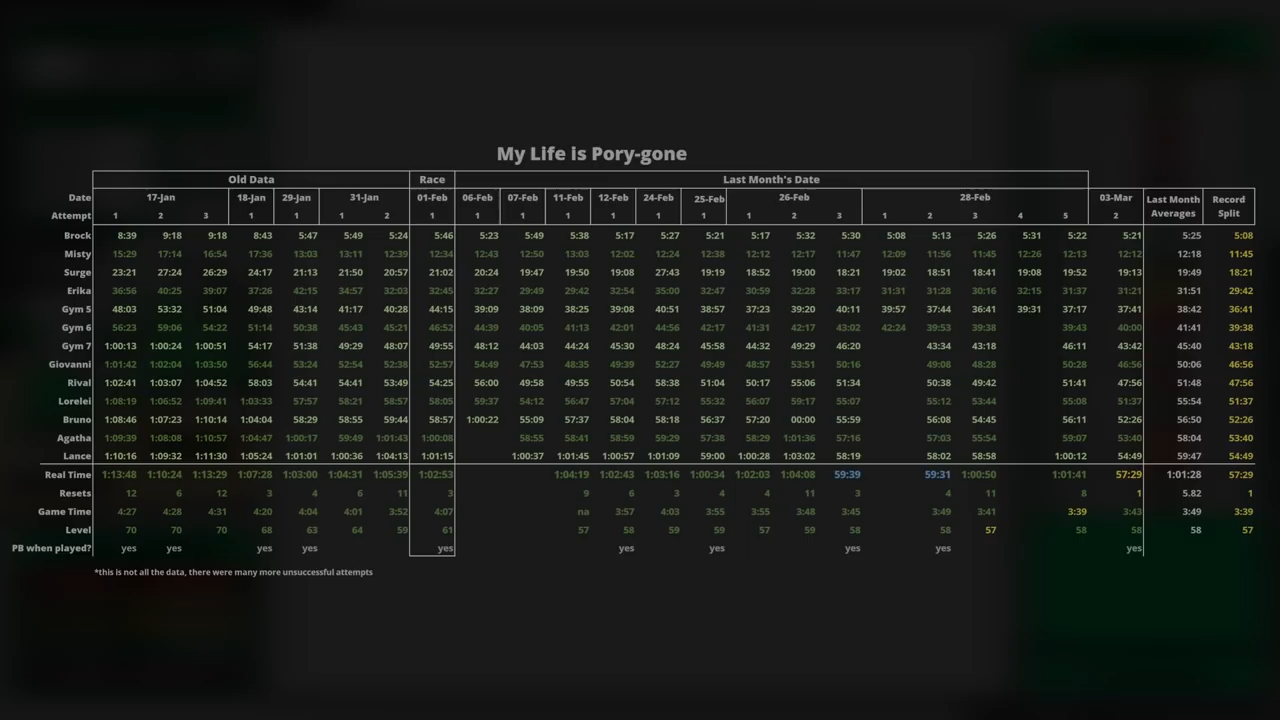 My Life is Pory-gone
Old Data Race Last Month's Date
Date 17-Jan 18-Jan 29-Jan 31-Jan 01-Feb 06-Feb 07-Feb 11-Feb 12-Feb 24-Feb 25-Feb 26-Feb 28-Feb 03-Mar Last Month Averages Record Split
Attempt 1 2 3 1 1 1 2 1 1 1 1 1 1 1 1 2 3 1 2 3 4 5 2
Brock 8:39 9:18 9:18 8:43 5:47 5:49 5:24 5:46 5:23 5:49 5:38 5:17 5:27 5:21 5:17 5:32 5:30 5:08 5:13 5:26 5:31 5:22 5:21 5:25 5:08
Misty 15:29 17:14 16:54 17:36 13:03 13:11 12:39 12:34 12:43 12:50 13:03 12:02 12:24 12:38 12:12 12:17 11:47 12:09 11:56 11:45 12:26 12:13 12:12 12:18 11:45
Surge 23:21 27:24 26:29 24:17 21:13 21:50 20:57 21:02 20:24 19:47 19:50 19:08 27:43 19:19 18:52 19:00 18:21 19:02 18:51 18:41 19:08 19:52 19:13 19:49 18:21
Erika 36:56 40:25 39:07 37:26 42:15 34:57 32:03 32:45 32:27 29:49 29:42 32:54 35:00 32:47 30:59 32:28 33:17 31:31 31:28 30:16 32:15 31:37 31:21 31:51 29:42
Gym 5 48:03 53:32 51:04 49:48 43:14 41:17 40:28 44:15 39:09 38:09 38:25 39:08 40:51 38:57 37:23 39:20 40:11 39:57 37:44 36:41 39:31 37:17 37:41 38:42 36:41
Gym 6 56:23 59:06 54:22 51:14 50:38 45:43 45:21 46:52 44:39 40:05 41:13 42:01 44:56 42:17 41:31 42:17 43:02 42:24 39:53 39:38 39:43 40:00 41:41 39:38
Gym 7 1:00:13 1:00:24 1:00:51 54:17 51:38 49:29 48:07 49:55 48:12 44:03 44:24 45:30 48:24 45:58 44:32 49:29 46:20 43:34 43:18 46:11 43:42 45:40 43:18
Giovanni 1:01:42 1:02:04 1:03:50 56:44 53:24 52:54 52:38 52:57 54:49 47:53 48:35 49:39 52:27 49:49 48:57 53:51 50:16 49:08 48:28 50:28 46:56 50:06 46:56
Rival 1:02:41 1:03:07 1:04:52 58:03 54:41 54:41 53:49 54:25 56:00 49:58 49:55 50:54 58:38 51:04 50:17 55:06 51:34 50:38 49:42 51:41 47:56 51:48 47:56
Lorelei 1:08:19 1:06:52 1:09:41 1:03:33 57:57 58:21 58:57 58:05 54:12 56:47 57:04 57:12 55:32 56:07 59:17 55:07 55:12 53:44 55:08 51:37 55:54 51:37
Bruno 1:08:46 1:07:23 1:10:14 1:04:04 58:29 58:55 59:44 58:57 1:00:22 55:09 57:37 58:04 58:18 56:37 57:20 00:00 55:59 56:08 54:45 56:11 52:26 56:50 52:26
Agatha 1:09:39 1:08:08 1:10:57 1:04:47 1:00:17 59:49 1:01:43 1:00:08 58:55 58:41 58:59 59:29 57:38 58:29 1:01:36 57:16 57:03 55:54 59:07 53:40 58:04 53:40
Lance 1:10:16 1:09:32 1:11:30 1:05:24 1:01:01 1:00:36 1:04:13 1:01:15 1:00:37 1:01:45 1:00:57 1:01:09 59:00 1:00:28 1:03:02 58:19 58:02 58:58 1:00:12 54:49 59:47 54:49
Real Time 1:13:48 1:10:24 1:13:29 1:07:28 1:03:00 1:04:31 1:05:39 1:02:53 1:04:19 1:02:43 1:03:16 1:00:34 1:02:03 1:04:08 59:39 59:31 1:00:50 1:01:41 57:29 1:01:28 57:29
Resets 12 6 12 3 4 6 11 3 9 6 3 4 4 11 3 4 11 8 1 5.82 1
Game Time 4:27 4:28 4:31 4:20 4:04 4:01 3:52 4:07 na 3:57 4:03 3:55 3:55 3:48 3:45 3:49 3:41 3:39 3:43 3:49 3:39
Level 70 70 70 68 63 64 59 61 57 58 59 59 57 59 58 58 57 58 58 58 57
PB when played? yes yes yes yes yes yes yes yes yes yes
*this is not all the data, there were many more unsuccessful attempts